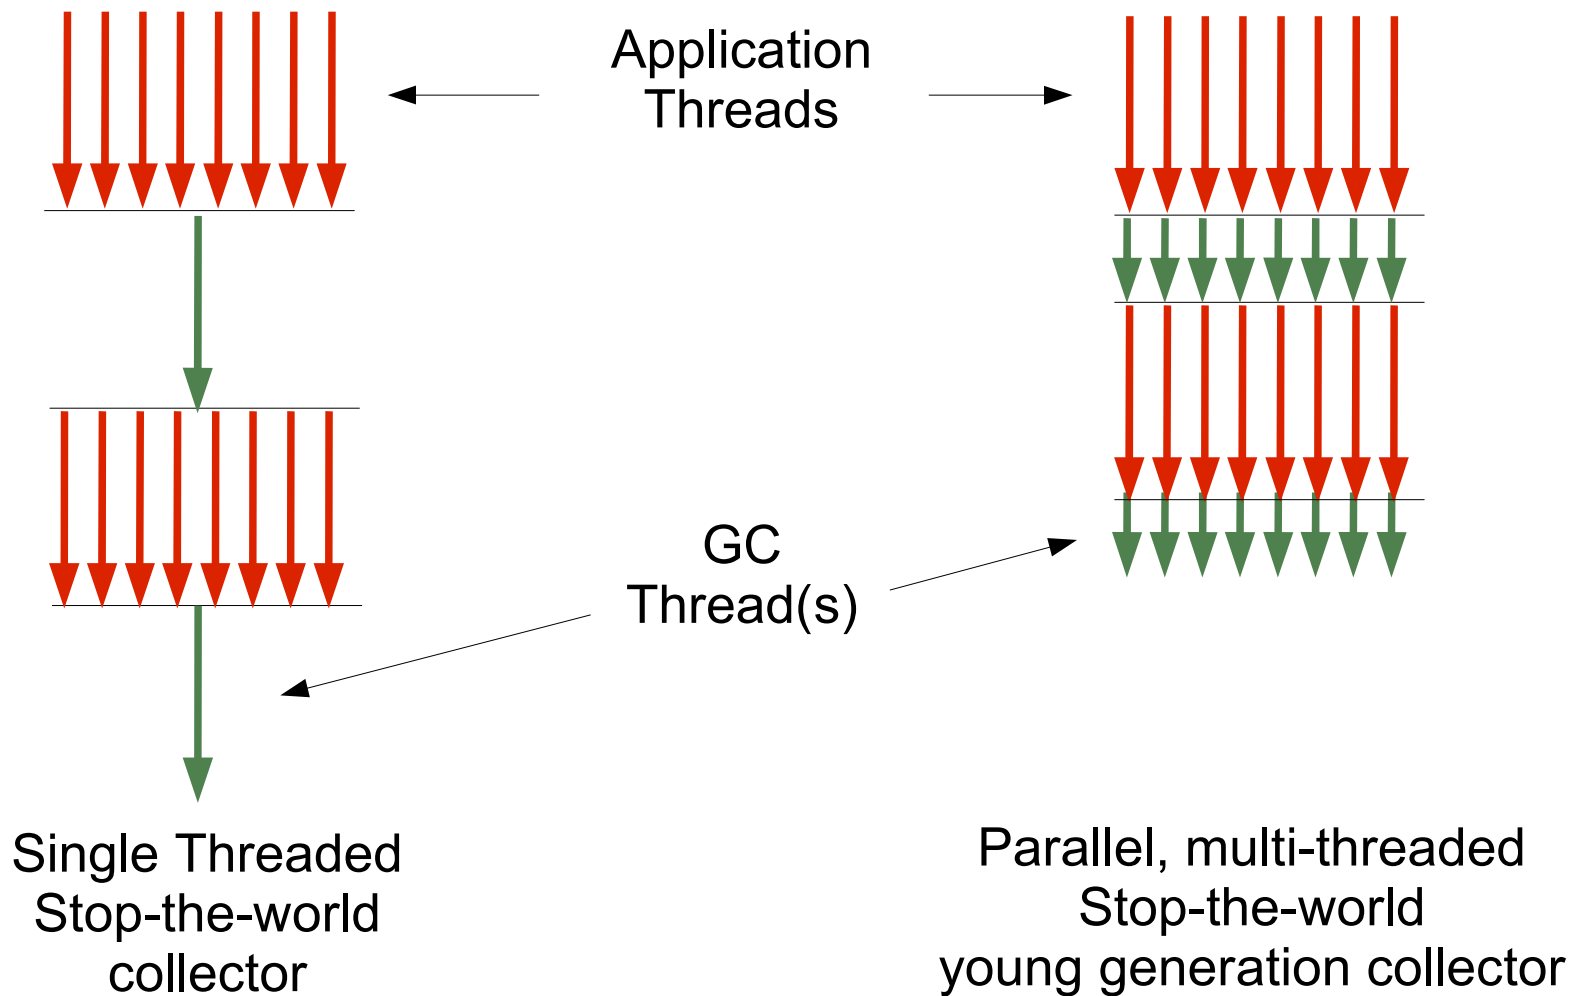 Application
Threads
GC
Thread(s)
Single Threaded
Stop-the-world
collector
Parallel, multi-threaded
Stop-the-world
young generation collector